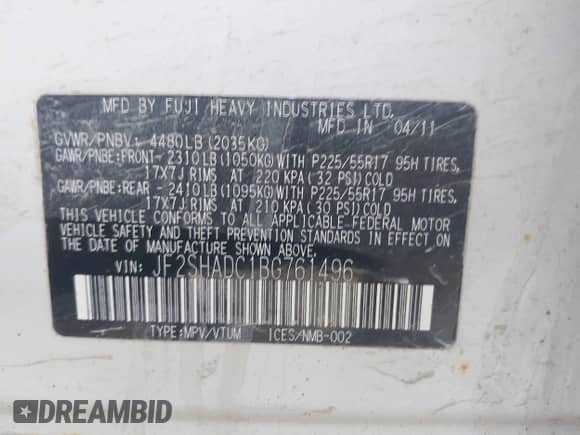 MFD BY FUJI HEAVY INDUSTRIES LTD.
MFD IN 04/11
GVWR/PNBV: 4480LB (2035KG)
GAWR/PNBE:FRONT- 2310LB (1050KG) WITH P225/55R17 95H TIRES,
17X7J RIMS AT 220 KPA (32 PSI) COLD
GAWR/PNBE:REAR - 2410LB (1095KG) WITH P225/55R17 95H TIRES,
17X7J RIMS AT 210 KPA (30 PSI) COLD
THIS VEHICLE CONFORMS TO ALL APPLICABLE FEDERAL MOTOR
VEHICLE SAFETY AND THEFT PREVENTION STANDARDS IN EFFECT
ON THE DATE OF MANUFACTURE SHOWN ABOVE.
VIN: JF2SHADC1BG761496
TYPE:MPV/VTUM ICES/NMB-002
DREAMBID